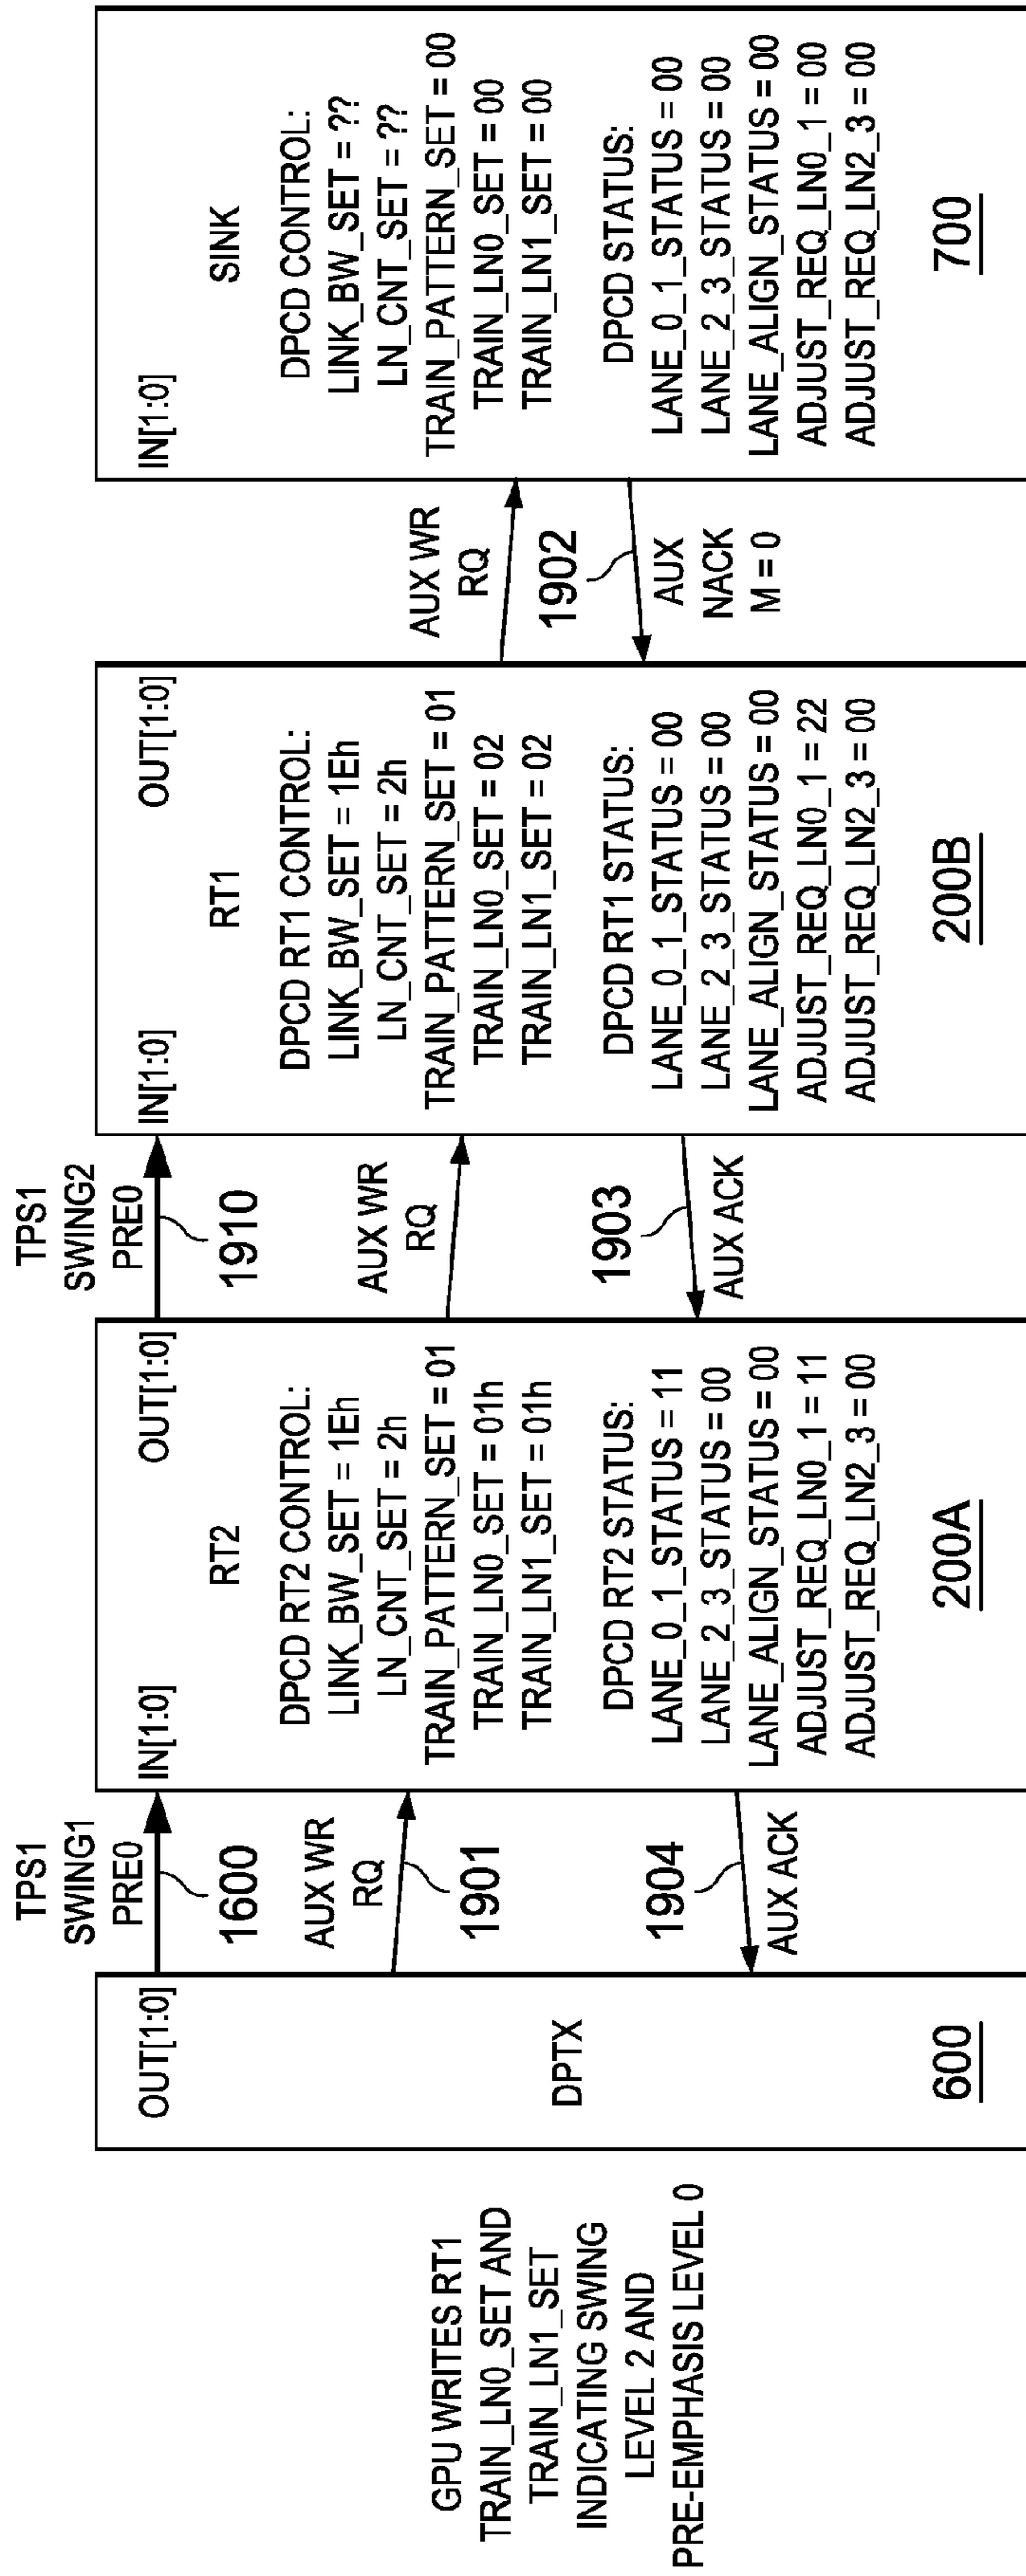 GPU WRITES RT1
TRAIN_LN0_SET AND
TRAIN_LN1_SET
INDICATING SWING
LEVEL 2 AND
PRE-EMPHASIS LEVEL 0
OUT[1:0]
DPTX
600
TPS1
SWING1
PRE0
1600
AUX WR
RQ
1901
1904
AUX ACK
IN[1:0]
OUT[1:0]
RT2
DPCD RT2 CONTROL:
LINK_BW_SET = 1Eh
LN_CNT_SET = 2h
TRAIN_PATTERN_SET = 01
TRAIN_LN0_SET = 01h
TRAIN_LN1_SET = 01h
DPCD RT2 STATUS:
LANE_0_1_STATUS = 11
LANE_2_3_STATUS = 00
LANE_ALIGN_STATUS = 00
ADJUST_REQ_LN0_1 = 11
ADJUST_REQ_LN2_3 = 00
200A
TPS1
SWING2
PRE0
1910
AUX WR
RQ
1903
AUX ACK
IN[1:0]
OUT[1:0]
RT1
DPCD RT1 CONTROL:
LINK_BW_SET = 1Eh
LN_CNT_SET = 2h
TRAIN_PATTERN_SET = 01
TRAIN_LN0_SET = 02
TRAIN_LN1_SET = 02
DPCD RT1 STATUS:
LANE_0_1_STATUS = 00
LANE_2_3_STATUS = 00
LANE_ALIGN_STATUS = 00
ADJUST_REQ_LN0_1 = 22
ADJUST_REQ_LN2_3 = 00
200B
AUX WR
RQ
1902
AUX
NACK
M = 0
IN[1:0]
SINK
DPCD CONTROL:
LINK_BW_SET = ??
LN_CNT_SET = ??
TRAIN_PATTERN_SET = 00
TRAIN_LN0_SET = 00
TRAIN_LN1_SET = 00
DPCD STATUS:
LANE_0_1_STATUS = 00
LANE_2_3_STATUS = 00
LANE_ALIGN_STATUS = 00
ADJUST_REQ_LN0_1 = 00
ADJUST_REQ_LN2_3 = 00
700